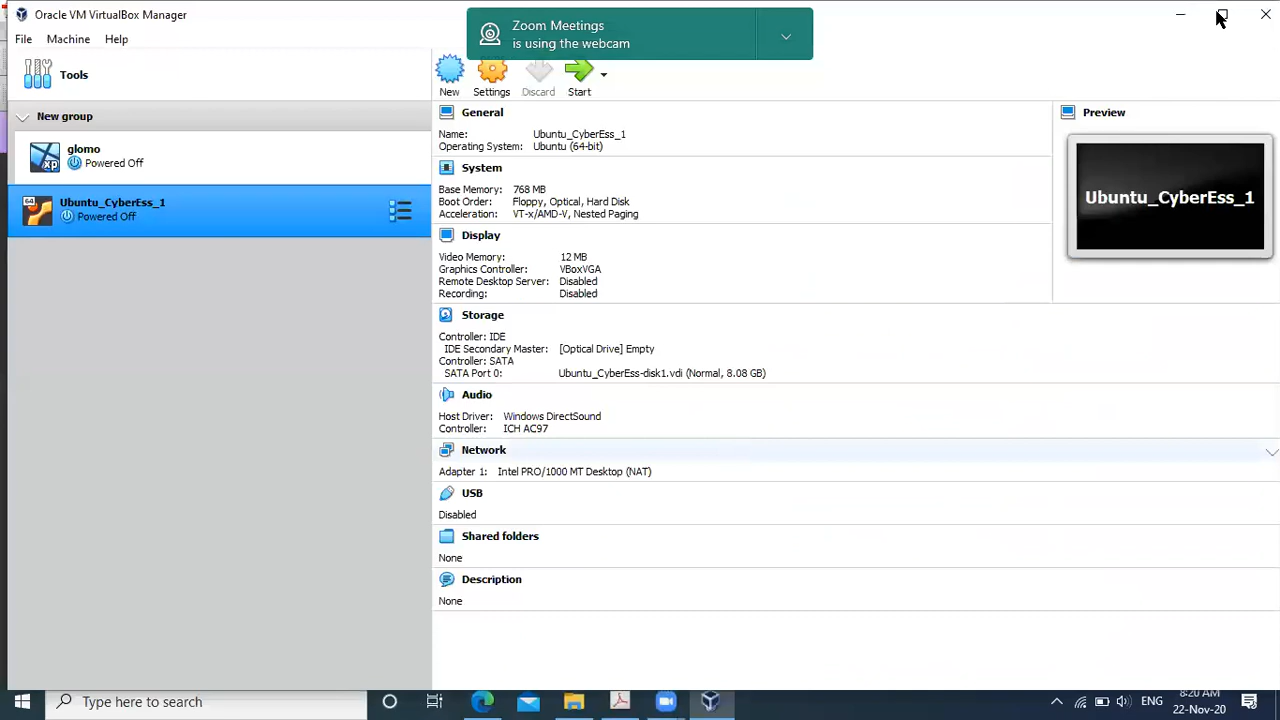 Oracle VM VirtualBox Manager
Zoom Meetings
is using the webcam
File Machine Help
Tools
New Settings Discard Start
New group
glomo
Powered Off
xp
Ubuntu_CyberEss_1
Powered Off
64
General
Name: Ubuntu_CyberEss_1
Operating System: Ubuntu (64-bit)
System
Base Memory: 768 MB
Boot Order: Floppy, Optical, Hard Disk
Acceleration: VT-x/AMD-V, Nested Paging
Display
Video Memory: 12 MB
Graphics Controller: VBoxVGA
Remote Desktop Server: Disabled
Recording: Disabled
Storage
Controller: IDE
IDE Secondary Master: [Optical Drive] Empty
Controller: SATA
SATA Port 0: Ubuntu_CyberEss-disk1.vdi (Normal, 8.08 GB)
Audio
Host Driver: Windows DirectSound
Controller: ICH AC97
Network
Adapter 1: Intel PRO/1000 MT Desktop (NAT)
USB
Disabled
Shared folders
None
Description
None
Preview
Ubuntu_CyberEss_1
Type here to search
ENG
8:20 AM
22-Nov-20